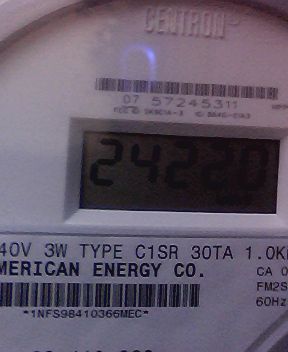 CENTRON
07 57245311
24220
40V 3W TYPE C1SR 30TA 1.0K
MERICAN ENERGY CO.
CA 0
FM2S
60Hz
*1NFS98410366MEC*